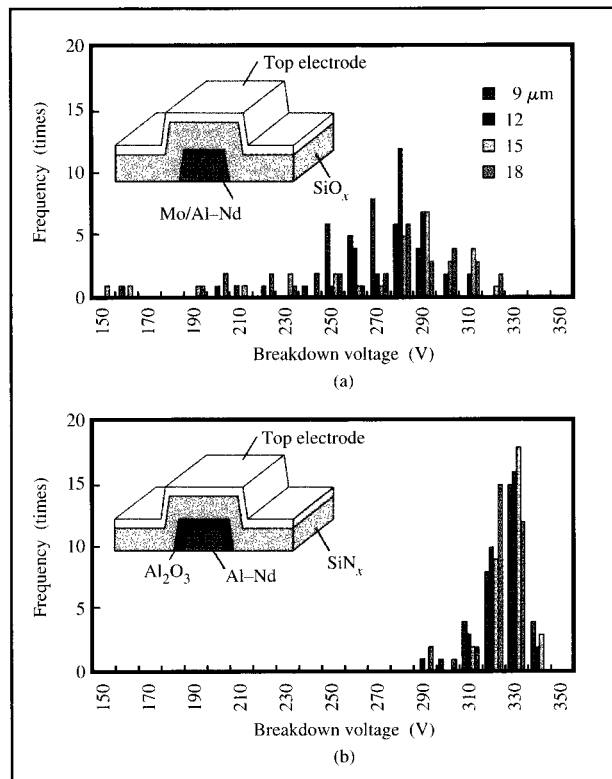 20
15
10
5
0
Frequency (times)
Top electrode
Mo/Al–Nd
SiOx
9 μm
12
15
18
150
170
190
210
230
250
270
290
310
330
350
Breakdown voltage (V)
(a)
20
15
10
5
0
Frequency (times)
Top electrode
Al2O3
Al–Nd
SiNx
150
170
190
210
230
250
270
290
310
330
350
Breakdown voltage (V)
(b)